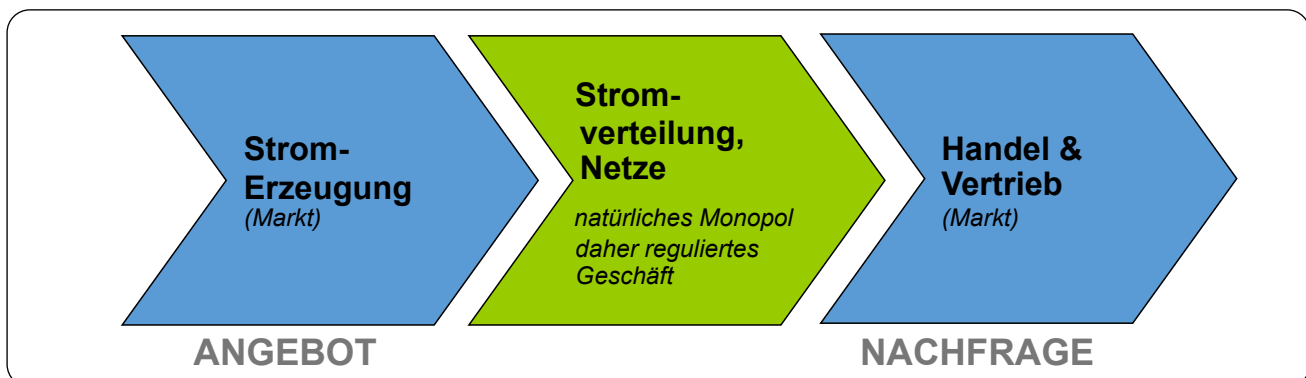 Strom-
Erzeugung
(Markt)
Strom-
verteilung,
Netze
natürliches Monopol
daher reguliertes
Geschäft
Handel &
Vertrieb
(Markt)
ANGEBOT
NACHFRAGE